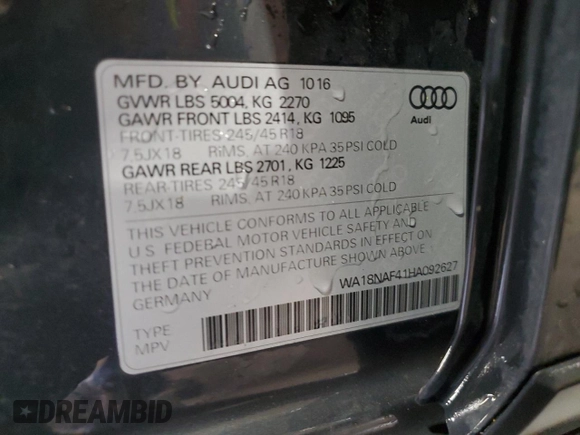 MFD. BY AUDI AG 10 16
GVWR LBS 5004, KG 2270
GAWR FRONT LBS 2414, KG 1095
FRONT-TIRES 245/45 R18
7,5JX18 RIMS, AT 240 KPA 35 PSI COLD
GAWR REAR LBS 2701, KG 1225
REAR-TIRES 245/45 R18
7,5JX18 RIMS, AT 240 KPA 35 PSI COLD
Audi
THIS VEHICLE CONFORMS TO ALL APPLICABLE
U.S. FEDERAL MOTOR VEHICLE SAFETY AND
THEFT PREVENTION STANDARDS IN EFFECT ON
THE DATE OF MANUFACTURE SHOWN ABOVE
GERMANY
WA18NAF41HA092627
TYPE
MPV
DREAMBID